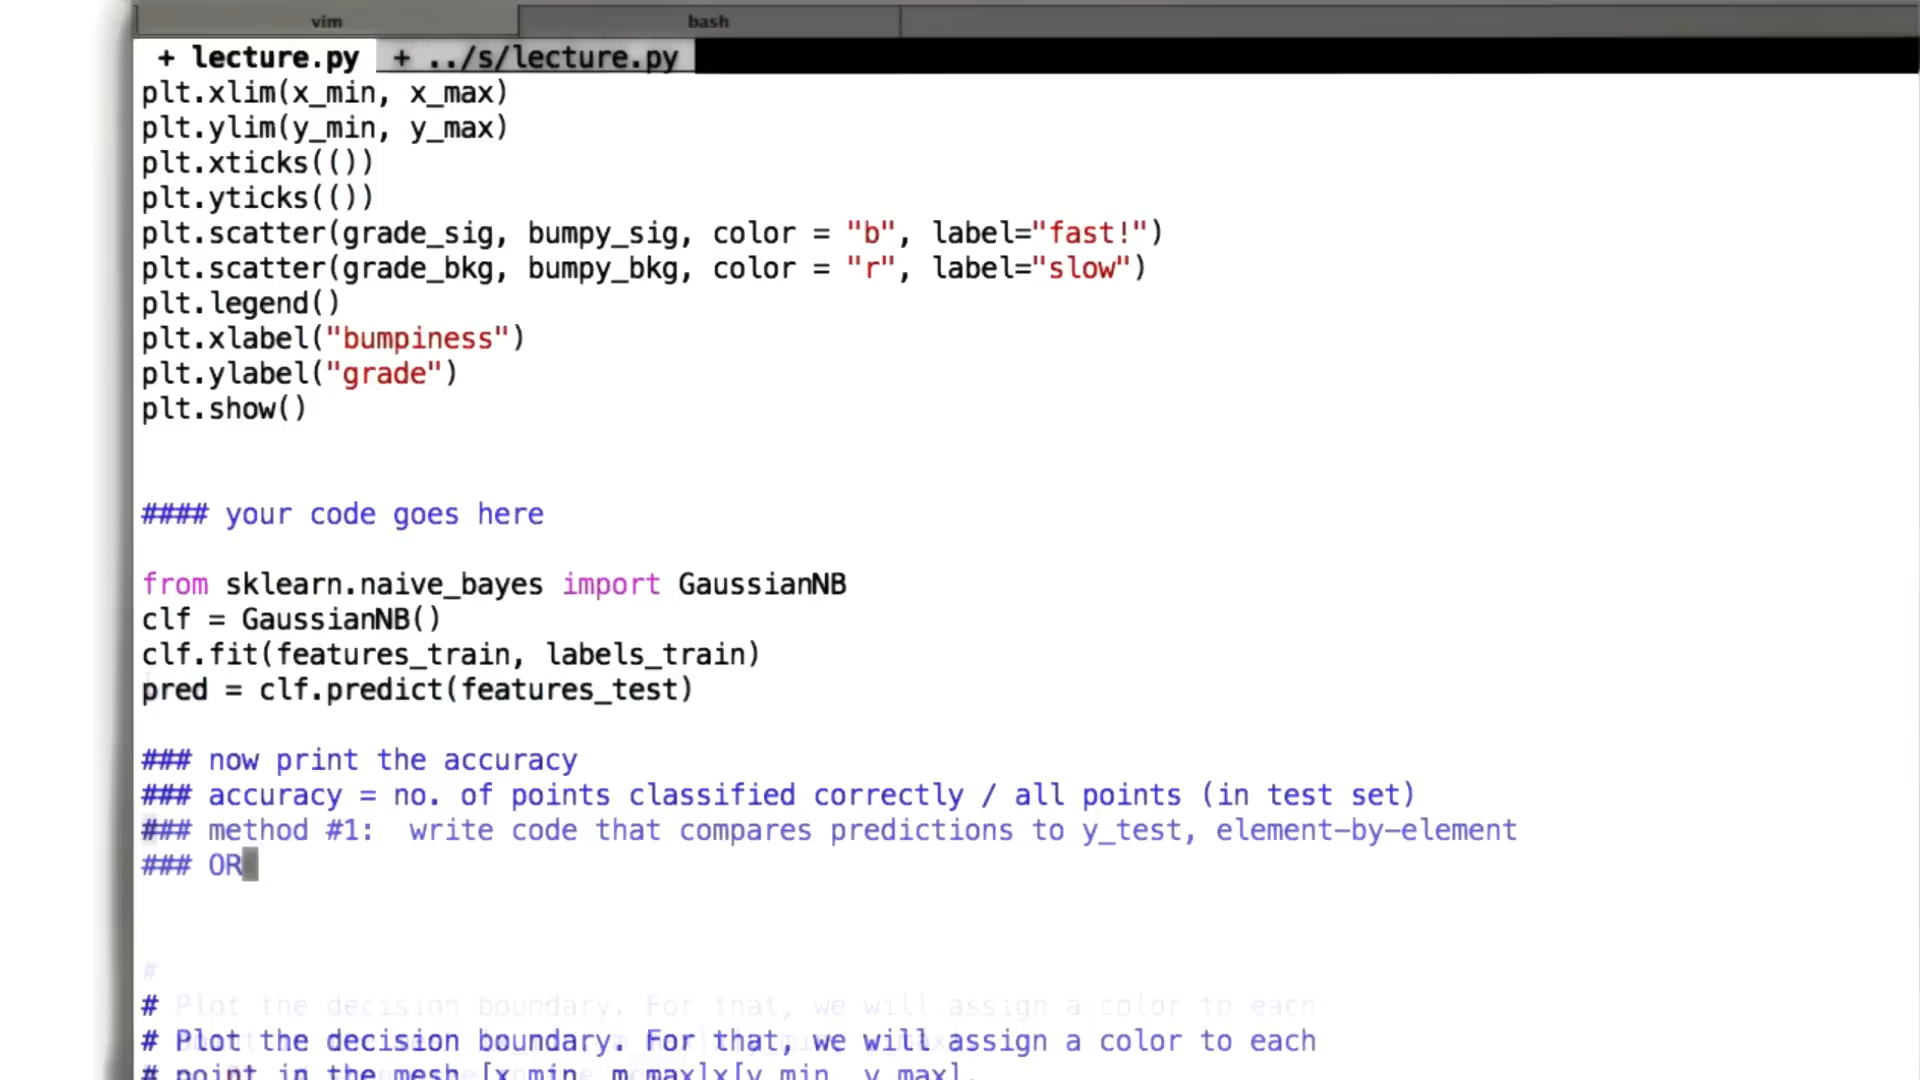 vim bash
+ lecture.py + ../s/lecture.py
plt.xlim(x_min, x_max)
plt.ylim(y_min, y_max)
plt.xticks(())
plt.yticks(())
plt.scatter(grade_sig, bumpy_sig, color = "b", label="fast!")
plt.scatter(grade_bkg, bumpy_bkg, color = "r", label="slow")
plt.legend()
plt.xlabel("bumpiness")
plt.ylabel("grade")
plt.show()
#### your code goes here
from sklearn.naive_bayes import GaussianNB
clf = GaussianNB()
clf.fit(features_train, labels_train)
pred = clf.predict(features_test)
### now print the accuracy
### accuracy = no. of points classified correctly / all points (in test set)
### method #1:  write code that compares predictions to y_test, element-by-element
### OR
#
# Plot the decision boundary. For that, we will assign a color to each
# Plot the decision boundary. For that, we will assign a color to each
# point in the mesh [x_min, m_max]x[y_min, y_max].